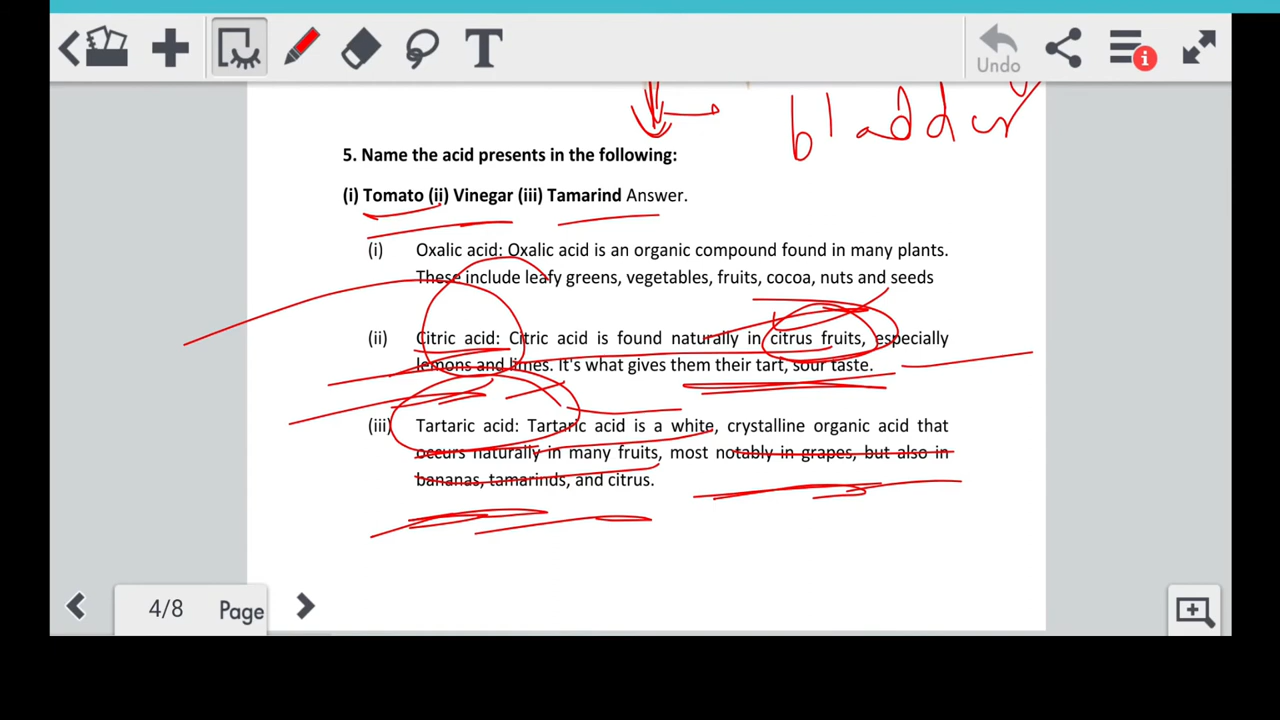 T
Undo
i
bladder
5. Name the acid presents in the following:
(i) Tomato (ii) Vinegar (iii) Tamarind Answer.
(i) Oxalic acid: Oxalic acid is an organic compound found in many plants.
These include leafy greens, vegetables, fruits, cocoa, nuts and seeds
(ii) Citric acid: Citric acid is found naturally in citrus fruits, especially
lemons and limes. It's what gives them their tart, sour taste.
(iii) Tartaric acid: Tartaric acid is a white, crystalline organic acid that
occurs naturally in many fruits, most notably in grapes, but also in
bananas, tamarinds, and citrus.
4/8 Page